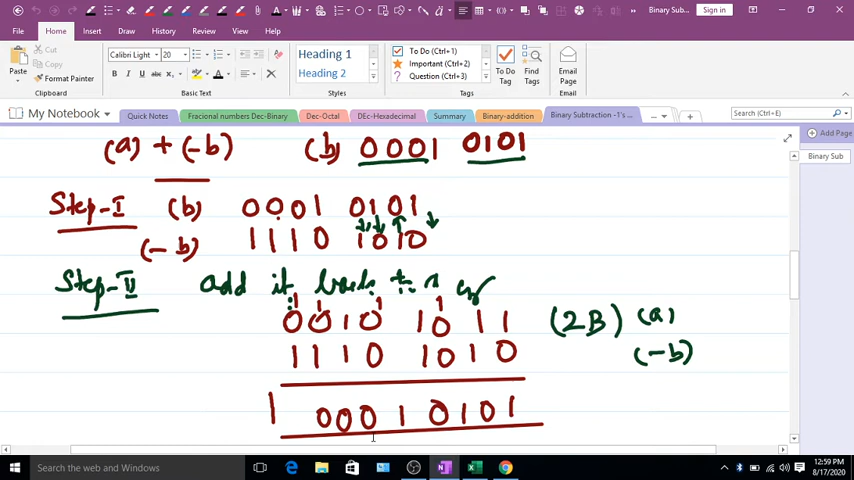 Binary Sub...
Sign in
File Home Insert Draw History Review View Help
Paste Cut Copy Format Painter
Calibri Light 20
Heading 1
Heading 2
To Do (Ctrl+1)
Important (Ctrl+2)
Question (Ctrl+3)
To Do Tag
Find Tags
Email Page
Clipboard Basic Text Styles Tags Email
My Notebook Quick Notes Fractional numbers Dec-Binary Dec-Octal DEc-Hexadecimal Summary Binary-addition Binary Subtraction -1's ... Search (Ctrl+E)
Add Page
Binary Sub
(a) + (-b) (b) 0001 0101
Step-I (b) 0001 0101
(-b) 1110 1010
Step-II add it back to
1 1 1 1
0010 1011 (2B) (a)
1110 1010 (-b)
1 0001 0101
Search the web and Windows
12:59 PM
8/17/2020